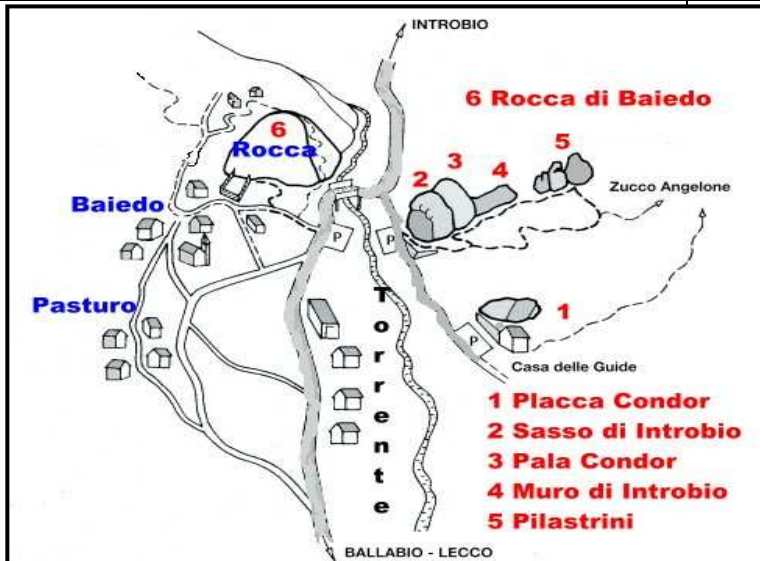 INTROBIO
6 Rocca di Baiedo
6
Rocca
5
3
4
2
Zucco Angelone
Baiedo
P
P
Pasturo
Torrente
1
P
Casa delle Guide
1 Placca Condor
2 Sasso di Introbio
3 Pala Condor
4 Muro di Introbio
5 Pilastrini
BALLABIO - LECCO